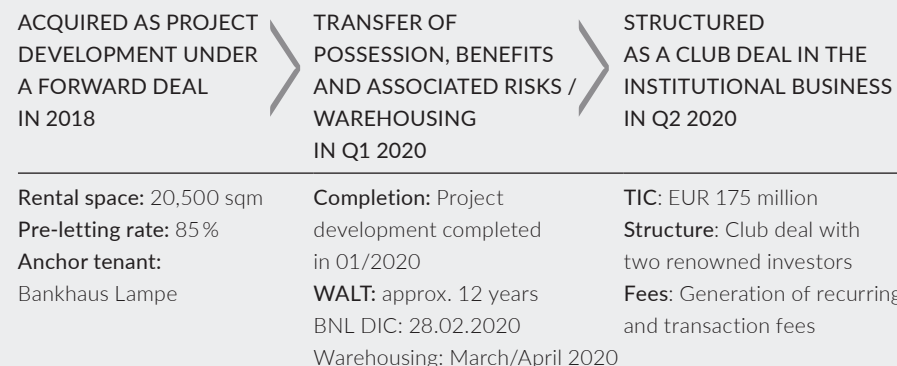 ACQUIRED AS PROJECT
DEVELOPMENT UNDER
A FORWARD DEAL
IN 2018
TRANSFER OF
POSSESSION, BENEFITS
AND ASSOCIATED RISKS /
WAREHOUSING
IN Q1 2020
STRUCTURED
AS A CLUB DEAL IN THE
INSTITUTIONAL BUSINESS
IN Q2 2020
Rental space: 20,500 sqm
Pre-letting rate: 85%
Anchor tenant:
Bankhaus Lampe
Completion: Project
development completed
in 01/2020
WALT: approx. 12 years
BNL DIC: 28.02.2020
Warehousing: March/April 2020
TIC: EUR 175 million
Structure: Club deal with
two renowned investors
Fees: Generation of recurring
and transaction fees